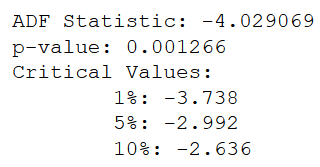 ADF Statistic: -4.029069
p-value: 0.001266
Critical Values:
1%: -3.738
5%: -2.992
10%: -2.636